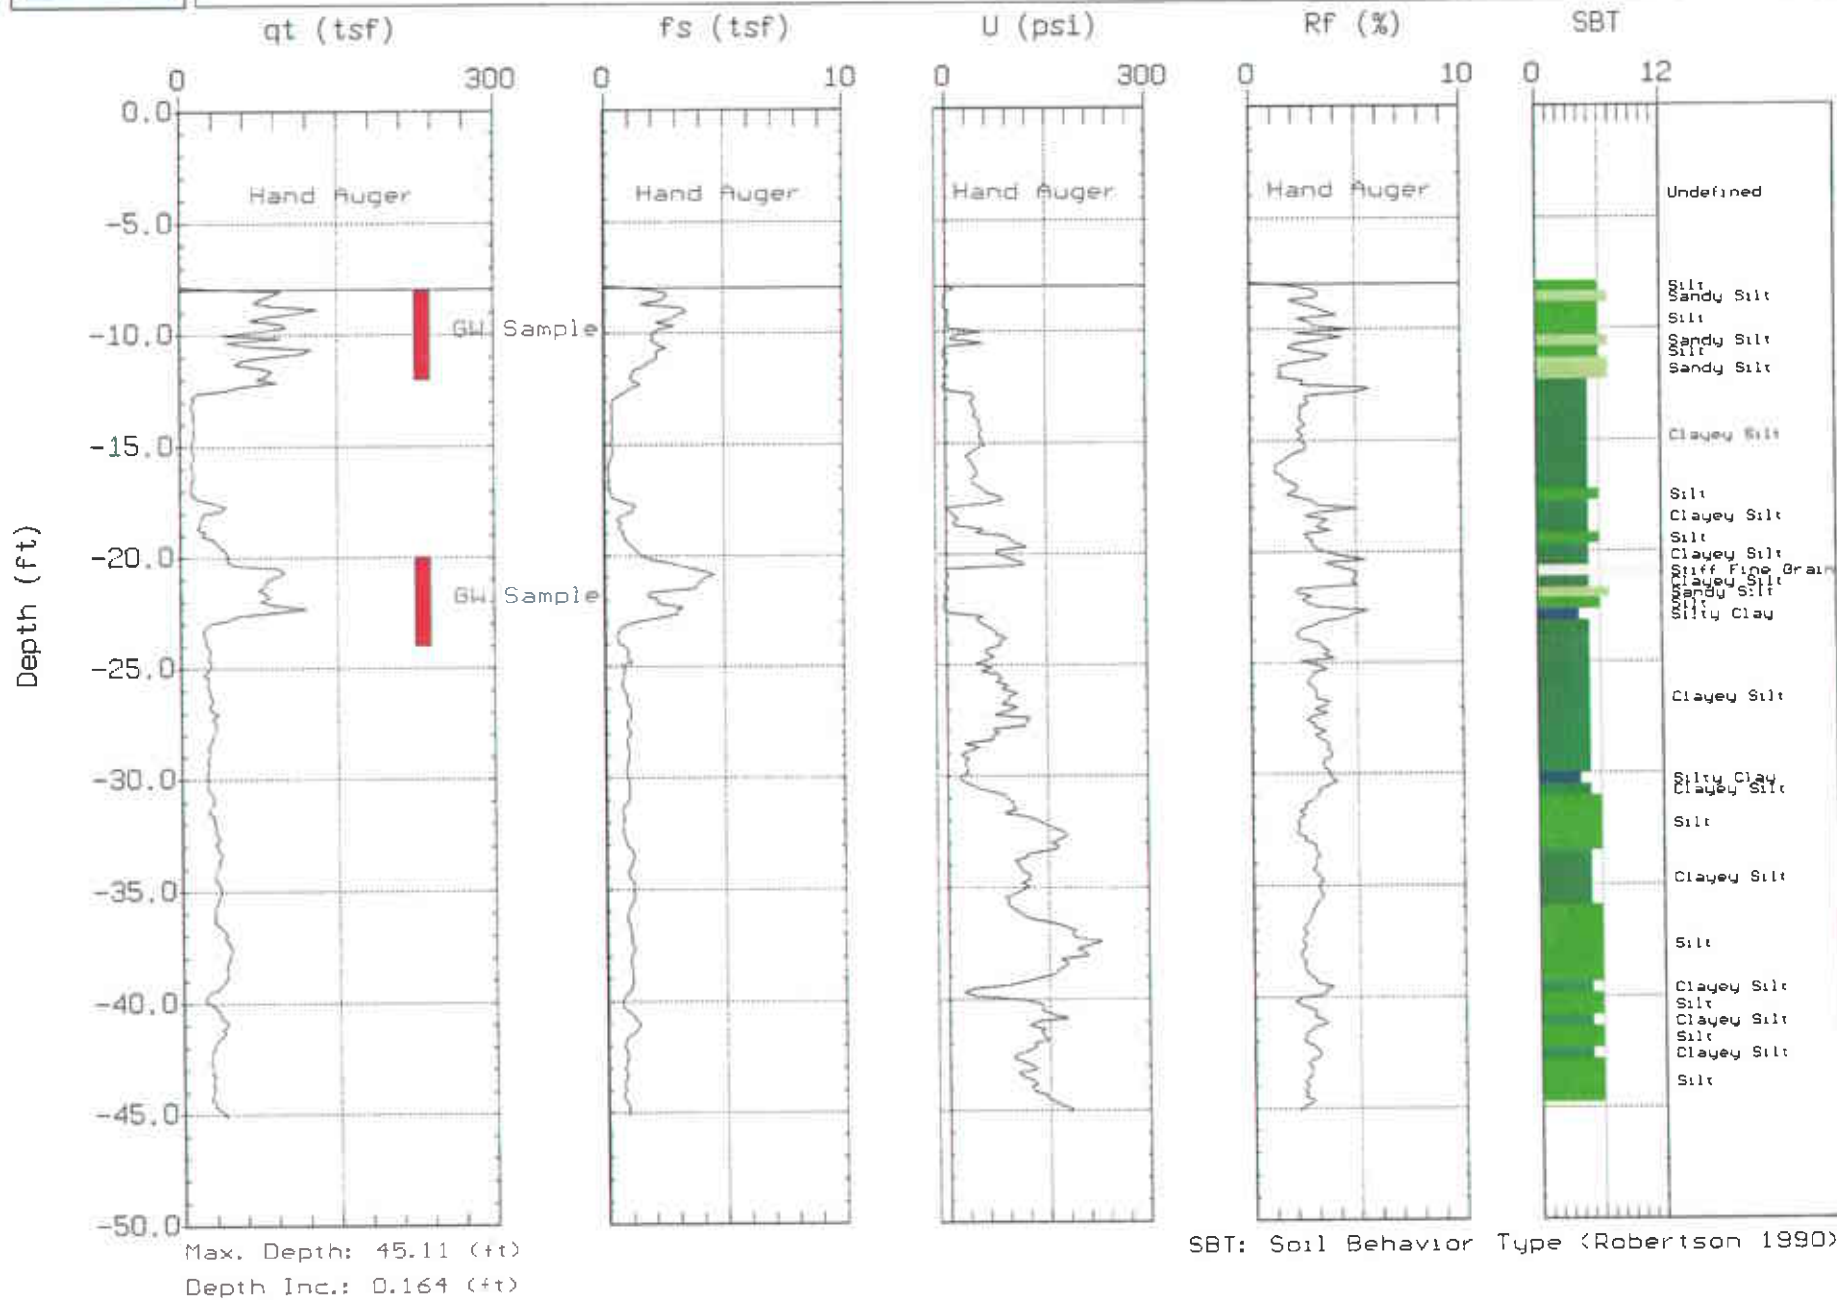 qt (tsf) fs (tsf) U (psi) Rf (%) SBT
0 300 0 10 0 300 0 10 0 12
0.0
Hand Auger Hand Auger Hand Auger Hand Auger Undefined
-5.0
Silt
Sandy Silt
GW Sample Silt
-10.0
Sandy Silt
Silt
Sandy Silt
Clayey Silt
-15.0
Silt
Clayey Silt
Silt
Clayey Silt
-20.0
Stiff Fine Grain
Clayey Silt
Sandy Silt
GW Sample Silt
Silty Clay
Depth (ft)
-25.0
Clayey Silt
Silty Clay
-30.0
Clayey Silt
Silt
Clayey Silt
-35.0
Silt
Clayey Silt
-40.0
Silt
Clayey Silt
Silt
Clayey Silt
Silt
-45.0
-50.0
Max. Depth: 45.11 (ft)
SBT: Soil Behavior Type (Robertson 1990)
Depth Inc.: 0.164 (ft)